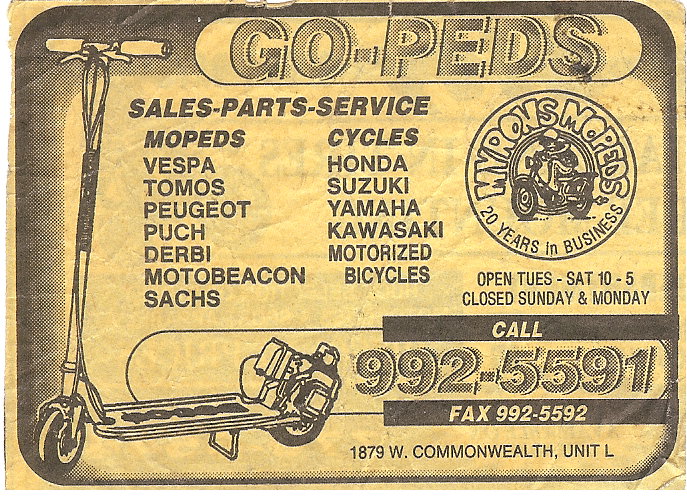 GO-PEDS
SALES-PARTS-SERVICE
MOPEDS
VESPA
TOMOS
PEUGEOT
PUCH
DERBI
MOTOBEACON
SACHS
CYCLES
HONDA
SUZUKI
YAMAHA
KAWASAKI
MOTORIZED
BICYCLES
MYRONS MOPEDS
20 YEARS in BUSINESS
OPEN TUES - SAT 10 - 5
CLOSED SUNDAY & MONDAY
CALL
992-5591
FAX 992-5592
1879 W. COMMONWEALTH, UNIT L